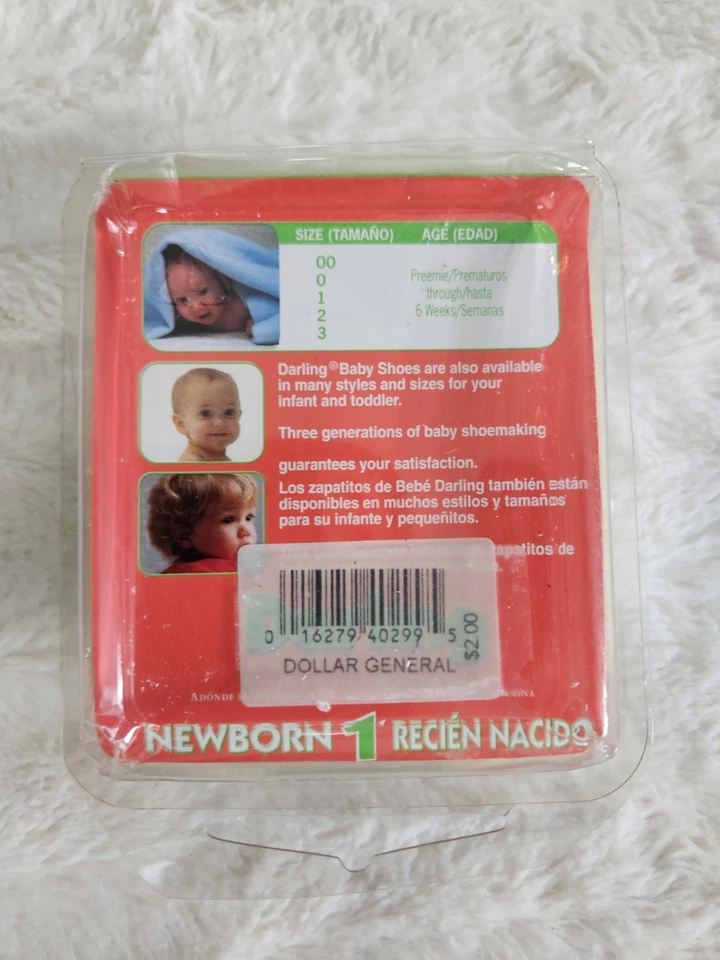 SIZE (TAMAÑO) AGE (EDAD)
00
0
1
2
3
Preemie/Prematuros
through/hasta
6 Weeks/Semanas
Darling® Baby Shoes are also available
in many styles and sizes for your
infant and toddler.
Three generations of baby shoemaking
guarantees your satisfaction.
Los zapatitos de Bebé Darling también están
disponibles en muchos estilos y tamaños
para su infante y pequeñitos.
zapatitos de
0 16279 40299 5
$2.00
DOLLAR GENERAL
ADÓNDE
NEWBORN 1 RECIÉN NACIDO